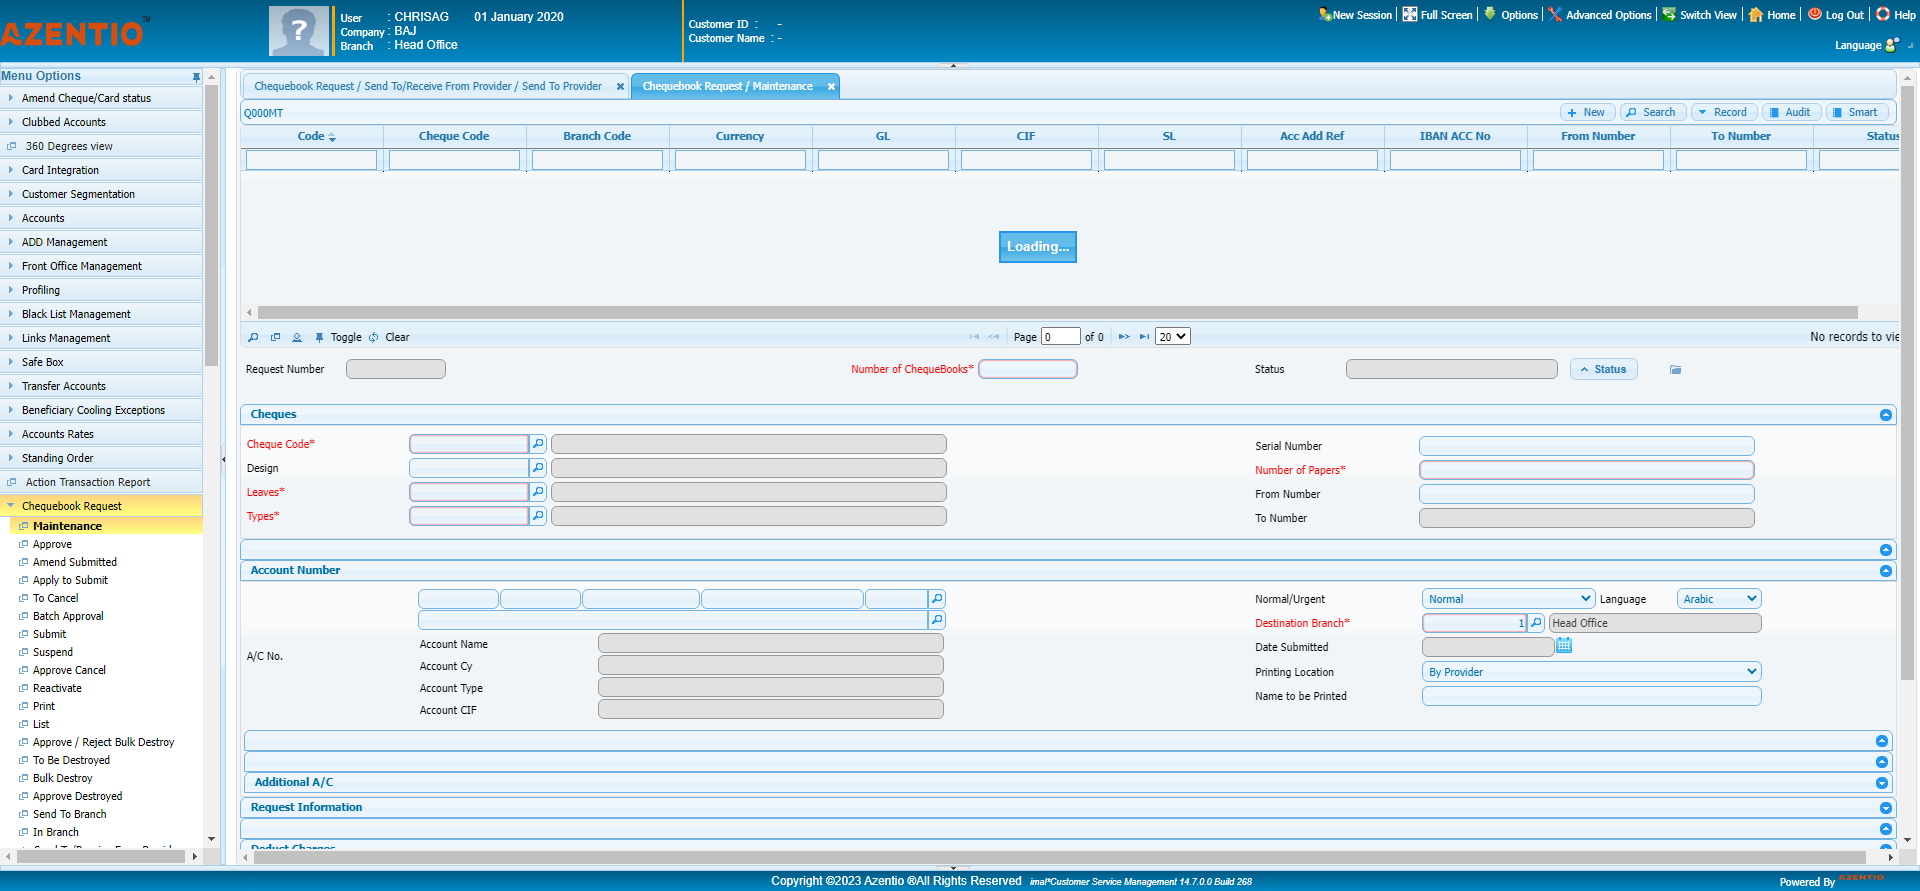 AZENTIO™
User : CHRISAG 01 January 2020
Company : BAJ
Branch : Head Office
Customer ID : -
Customer Name : -
New Session Full Screen Options Advanced Options Switch View Home Log Out Help
Language
Menu Options
Amend Cheque/Card status
Clubbed Accounts
360 Degrees view
Card Integration
Customer Segmentation
Accounts
ADD Management
Front Office Management
Profiling
Black List Management
Links Management
Safe Box
Transfer Accounts
Beneficiary Cooling Exceptions
Accounts Rates
Standing Order
Action Transaction Report
Chequebook Request
Maintenance
Approve
Amend Submitted
Apply to Submit
To Cancel
Batch Approval
Submit
Suspend
Approve Cancel
Reactivate
Print
List
Approve / Reject Bulk Destroy
To Be Destroyed
Bulk Destroy
Approve Destroyed
Send To Branch
In Branch
Chequebook Request / Send To/Receive From Provider / Send To Provider
Chequebook Request / Maintenance
Q000MT
New Search Record Audit Smart
Code Cheque Code Branch Code Currency GL CIF SL Acc Add Ref IBAN ACC No From Number To Number Status
Loading...
Toggle Clear Page 0 of 0 20 No records to vie
Request Number Number of ChequeBooks* Status Status
Cheques
Cheque Code*
Design
Leaves*
Types*
Serial Number
Number of Papers*
From Number
To Number
Account Number
A/C No.
Account Name
Account Cy
Account Type
Account CIF
Normal/Urgent Normal Language Arabic
Destination Branch* 1 Head Office
Date Submitted
Printing Location By Provider
Name to be Printed
Additional A/C
Request Information
Deduct Charges
Copyright ©2023 Azentio ®All Rights Reserved imal*Customer Service Management 14.7.0.0 Build 268
Powered By AZENTIO